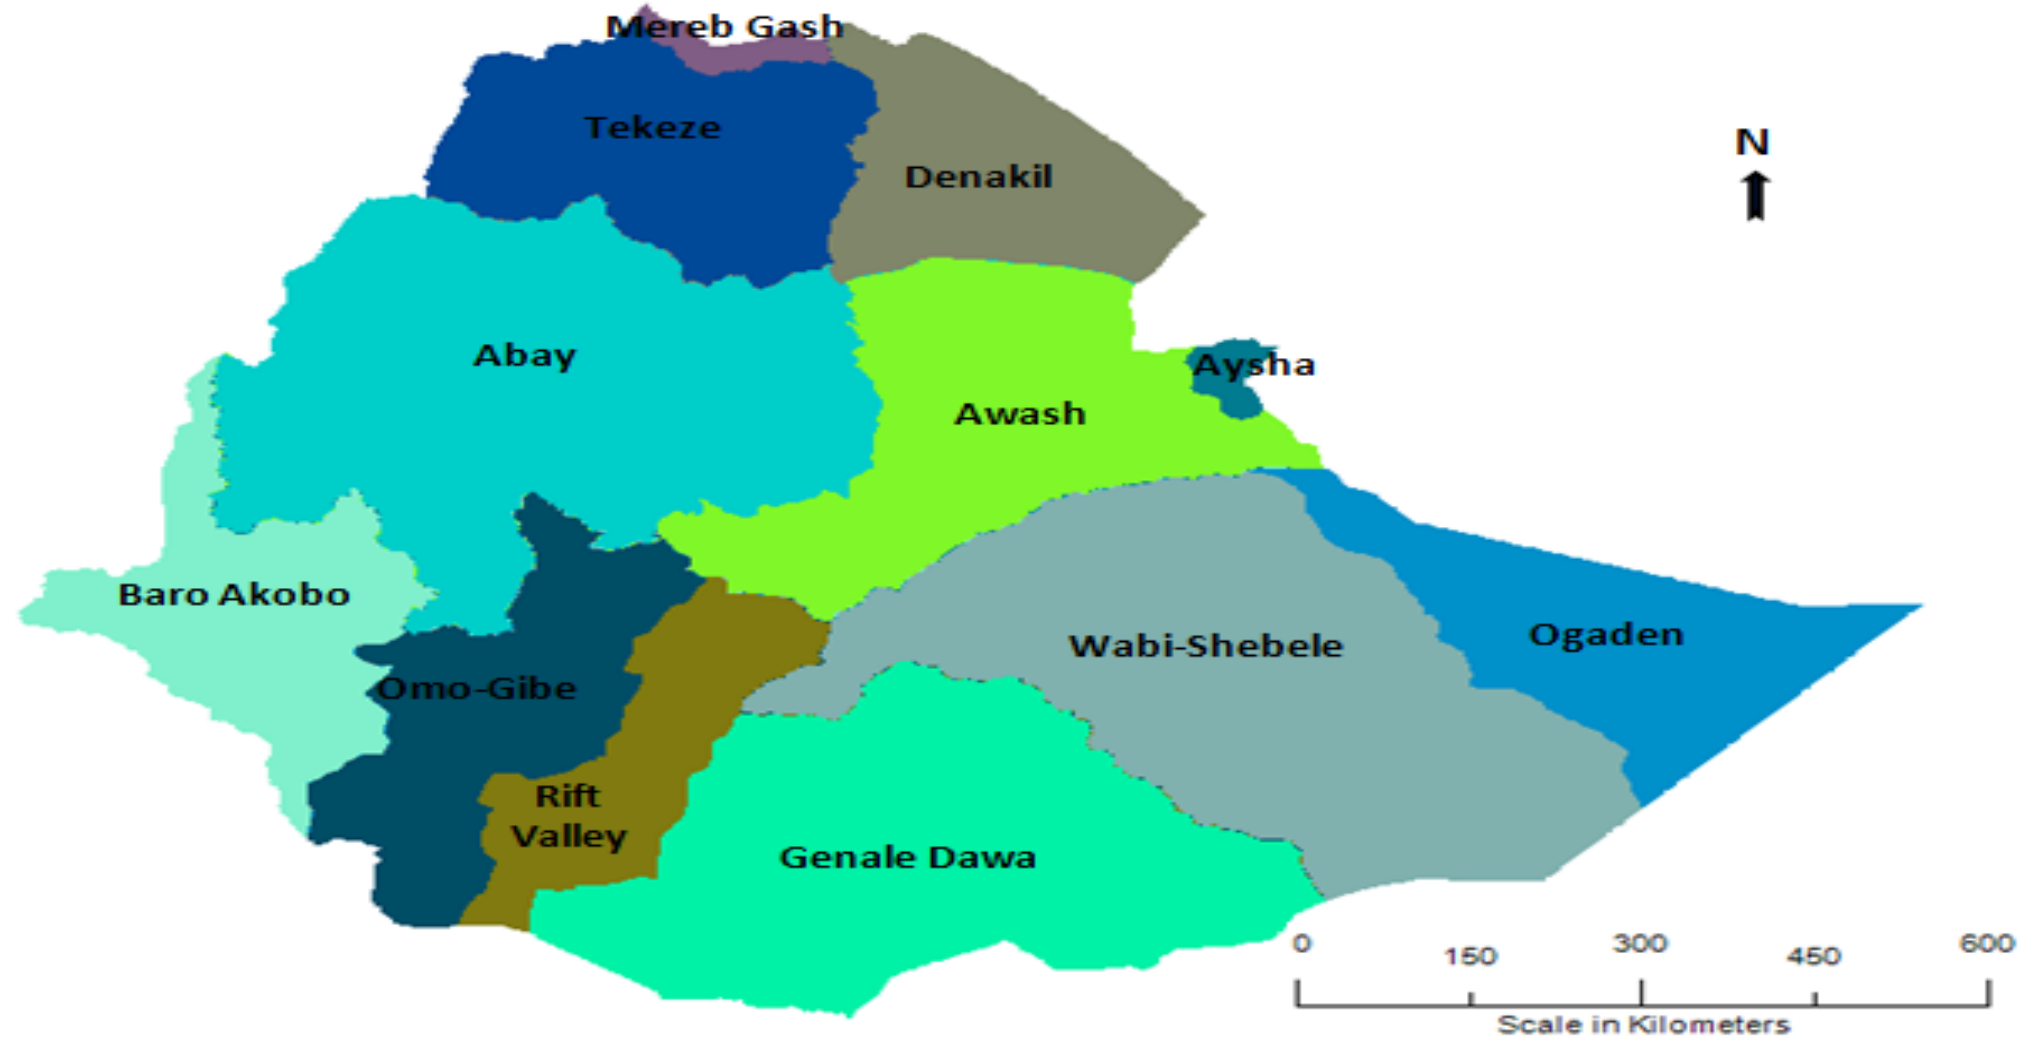 Mereb Gash
Tekeze
N
Denakil
Abay
Aysha
Awash
Baro Akobo
Ogaden
Wabi-Shebele
Omo-Gibe
Rift
Valley
Genale Dawa
0 150 300 450 600
Scale in Kilometers